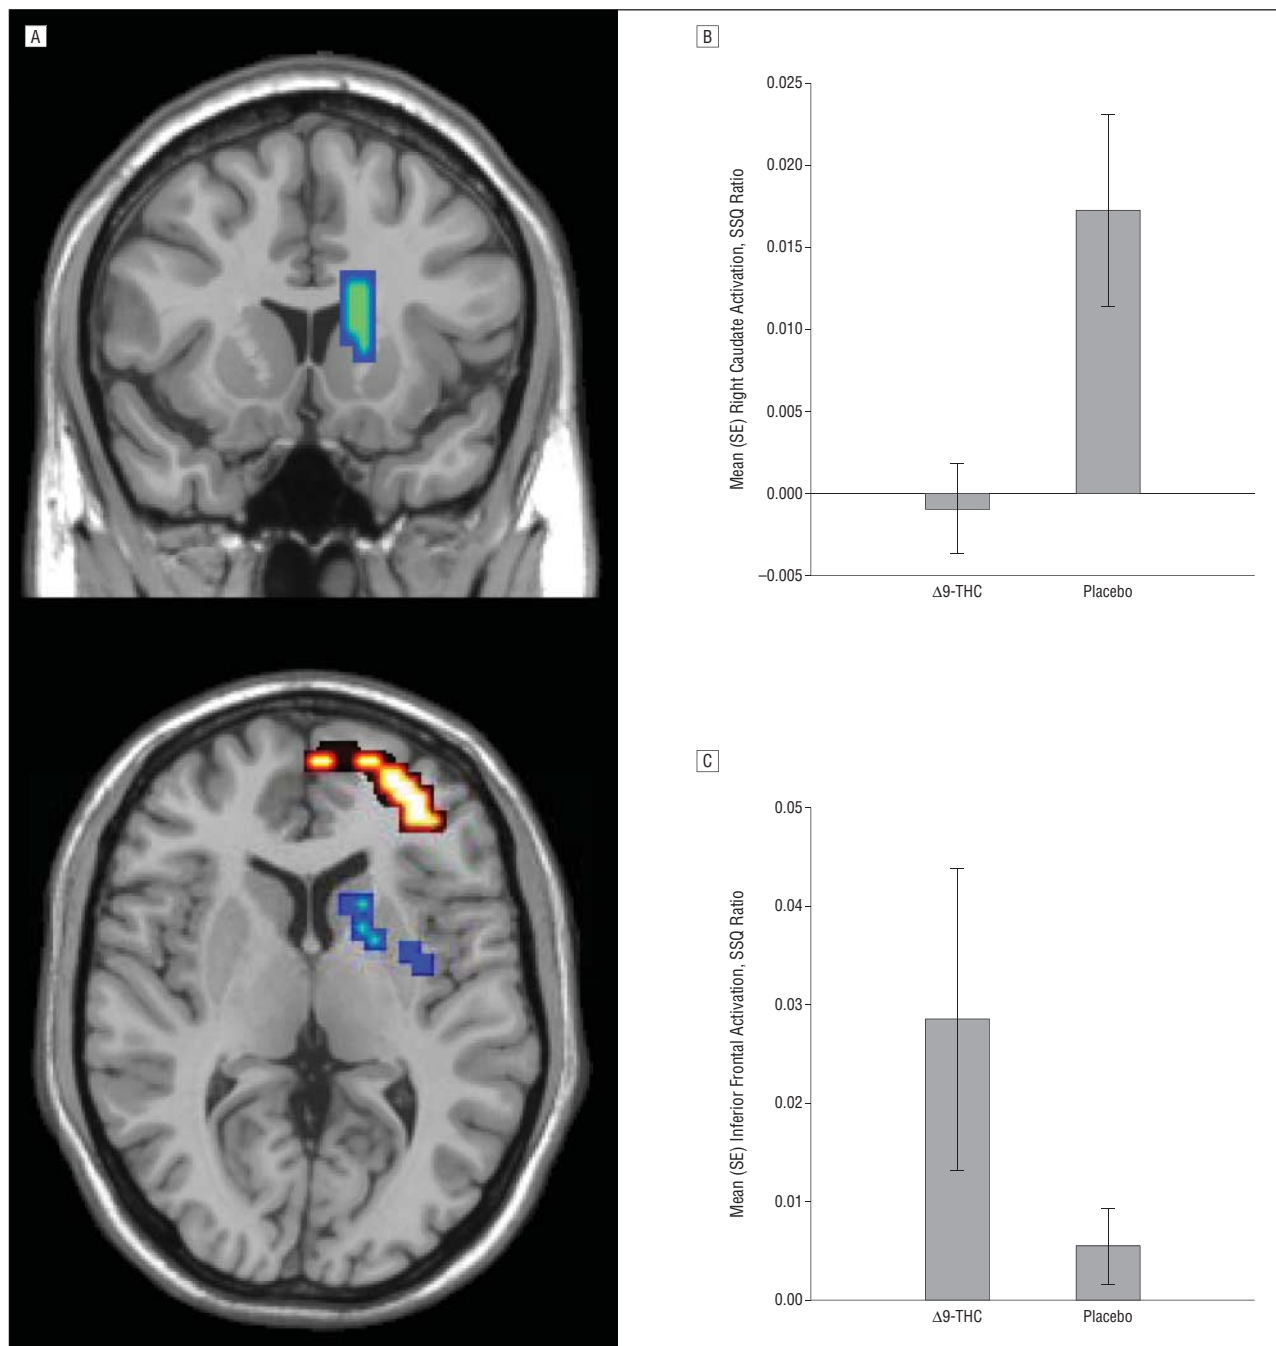 A
B
Mean (SE) Right Caudate Activation, SSQ Ratio
0.025
0.020
0.015
0.010
0.005
0.000
–0.005
Δ9-THC Placebo
C
Mean (SE) Inferior Frontal Activation, SSQ Ratio
0.05
0.04
0.03
0.02
0.01
0.00
Δ9-THC Placebo